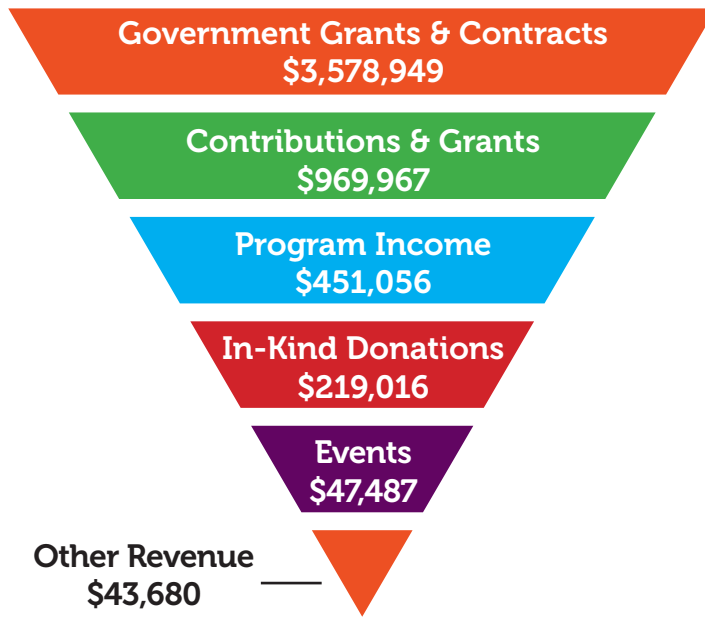 Government Grants & Contracts
$3,578,949
Contributions & Grants
$969,967
Program Income
$451,056
In-Kind Donations
$219,016
Events
$47,487
Other Revenue
$43,680